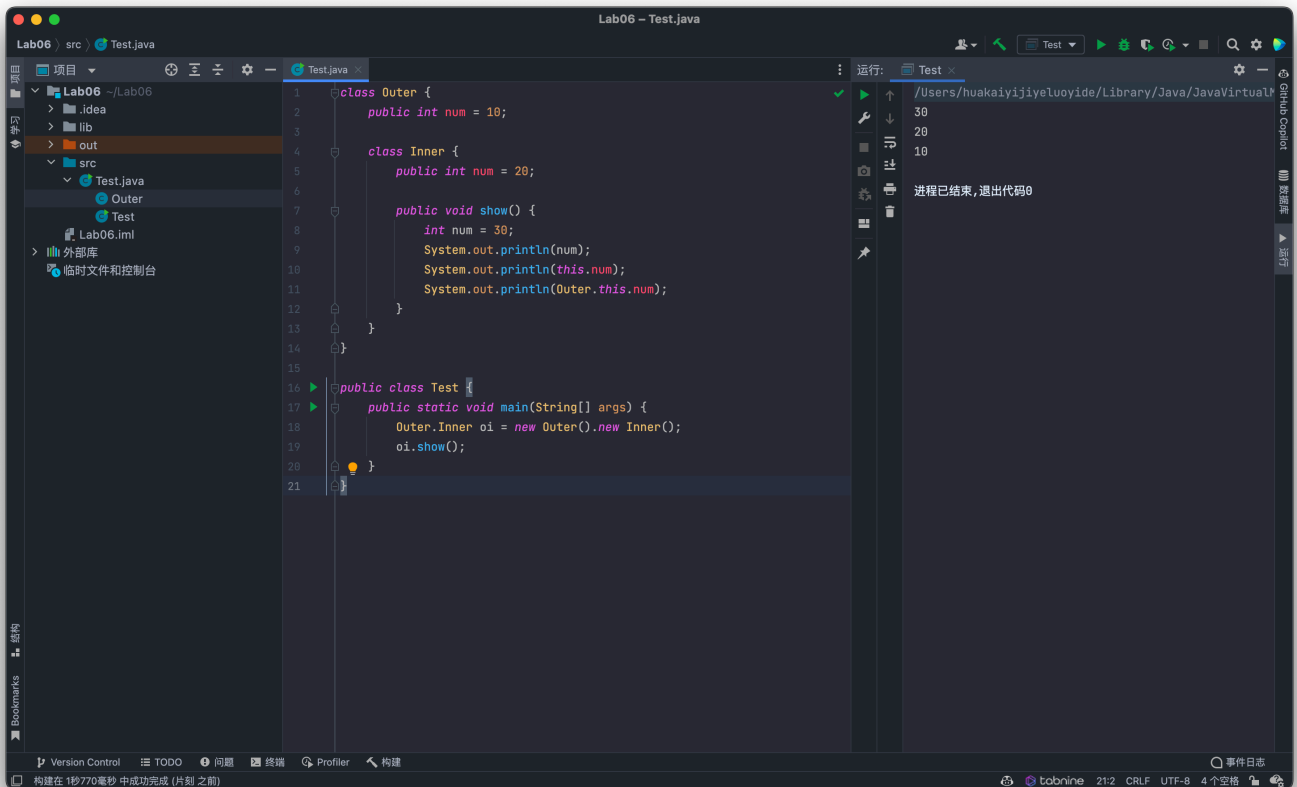 Lab06 – Test.java
Lab06 〉 src 〉 Test.java
Test
项目
Lab06 ~/Lab06
.idea
lib
out
src
Test.java
Outer
Test
Lab06.iml
外部库
临时文件和控制台
项目
学习
结构
Bookmarks
Test.java
1 class Outer {
2 public int num = 10;
3
4 class Inner {
5 public int num = 20;
6
7 public void show() {
8 int num = 30;
9 System.out.println(num);
10 System.out.println(this.num);
11 System.out.println(Outer.this.num);
12 }
13 }
14 }
15
16 public class Test {
17 public static void main(String[] args) {
18 Outer.Inner oi = new Outer().new Inner();
19 oi.show();
20 }
21 }
运行: Test
/Users/huakaiyijiyeluoyide/Library/Java/JavaVirtualM
30
20
10
进程已结束,退出代码0
GitHub Copilot
数据库
运行
Version Control TODO 问题 终端 Profiler 构建 事件日志
构建在 1秒770毫秒 中成功完成 (片刻 之前) tabnine 21:2 CRLF UTF-8 4 个空格